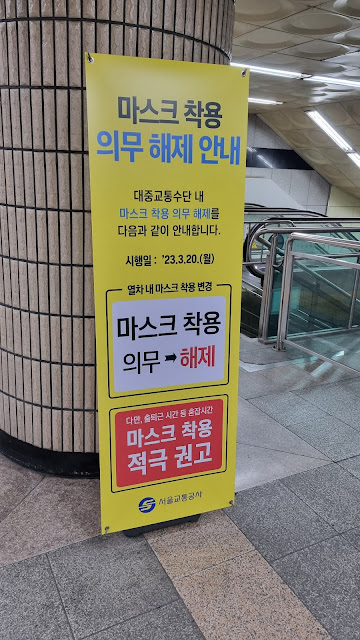 마스크 착용
의무 해제 안내
대중교통수단 내
마스크 착용 의무 해제를
다음과 같이 안내합니다.
시행일 : '23.3.20.(월)
열차 내 마스크 착용 변경
마스크 착용
의무 ➡ 해제
다만, 출퇴근 시간 등 혼잡시간
마스크 착용
적극 권고
서울교통공사